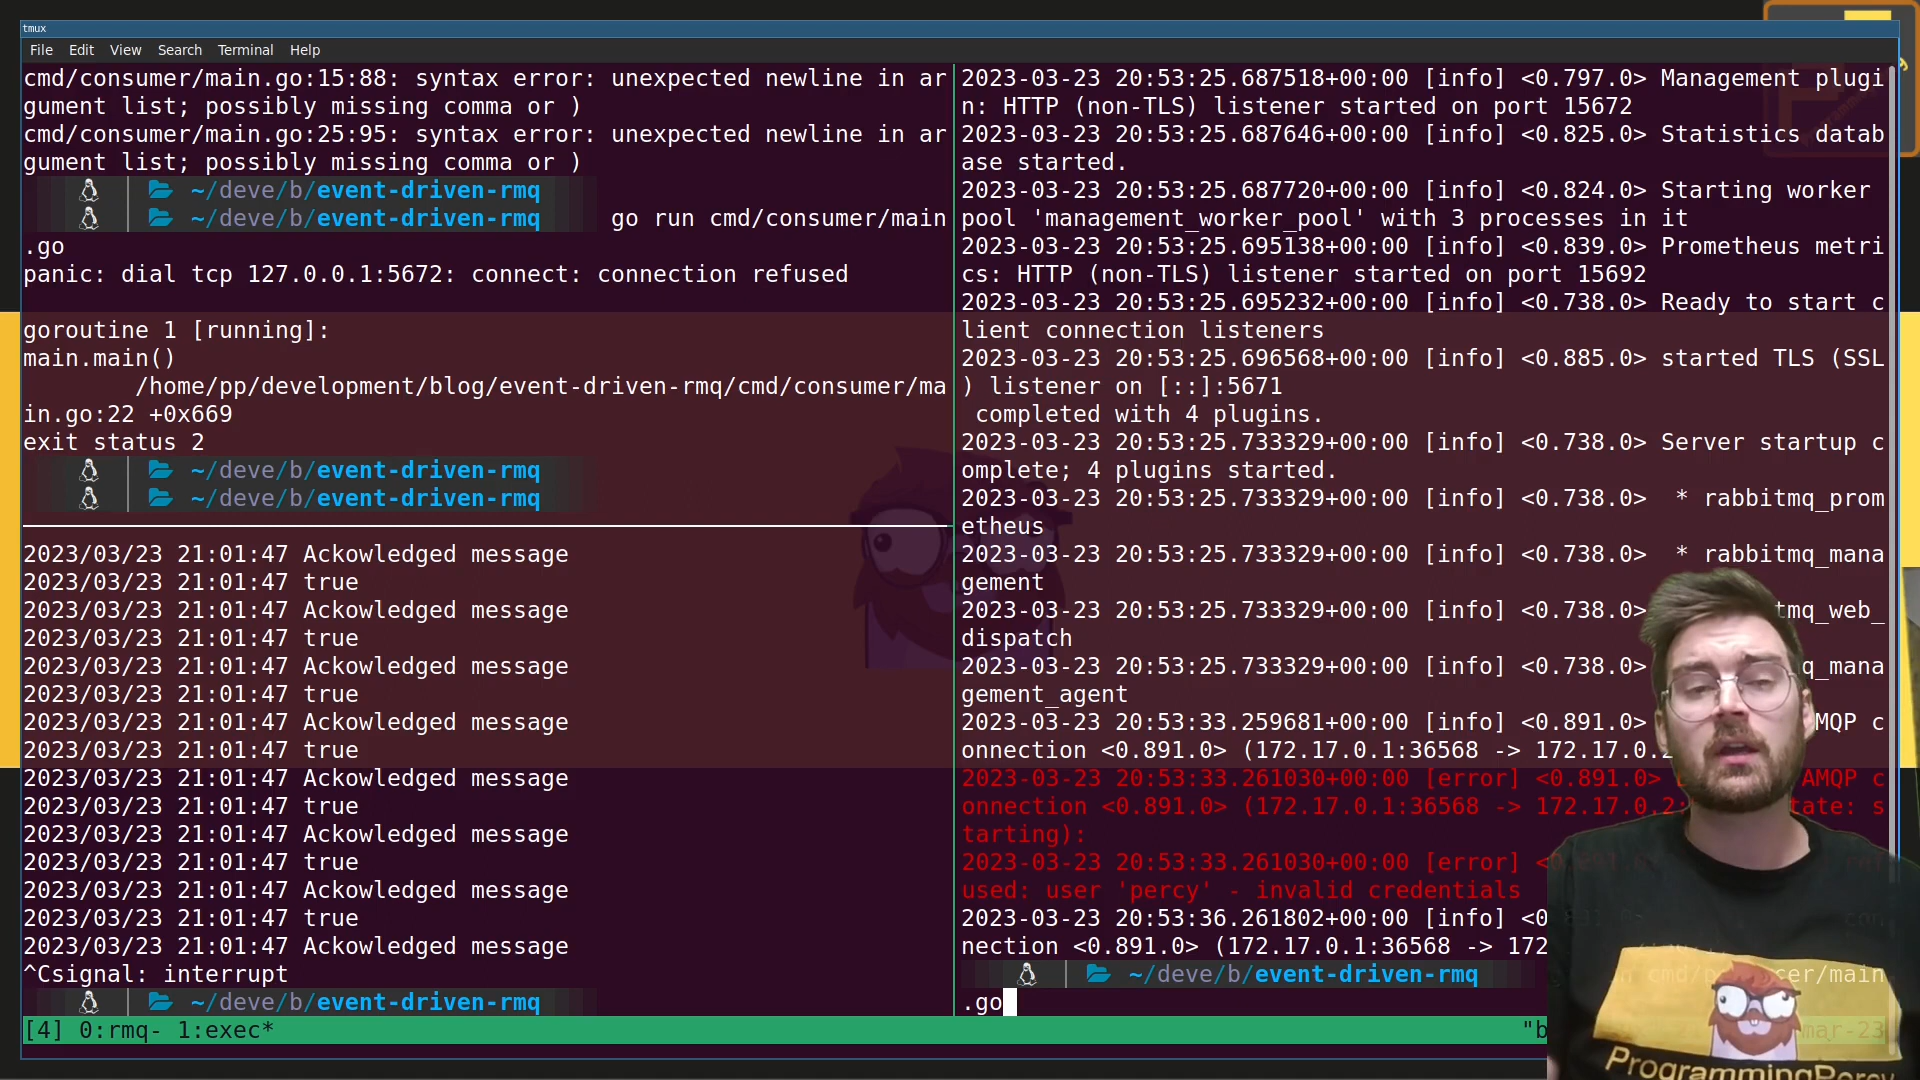 tmux
File Edit View Search Terminal Help
cmd/consumer/main.go:15:88: syntax error: unexpected newline in ar
gument list; possibly missing comma or )
cmd/consumer/main.go:25:95: syntax error: unexpected newline in ar
gument list; possibly missing comma or )
~/deve/b/event-driven-rmq
~/deve/b/event-driven-rmq go run cmd/consumer/main
.go
panic: dial tcp 127.0.0.1:5672: connect: connection refused
goroutine 1 [running]:
main.main()
/home/pp/development/blog/event-driven-rmq/cmd/consumer/ma
in.go:22 +0x669
exit status 2
~/deve/b/event-driven-rmq
~/deve/b/event-driven-rmq
2023/03/23 21:01:47 Ackowledged message
2023/03/23 21:01:47 true
2023/03/23 21:01:47 Ackowledged message
2023/03/23 21:01:47 true
2023/03/23 21:01:47 Ackowledged message
2023/03/23 21:01:47 true
2023/03/23 21:01:47 Ackowledged message
2023/03/23 21:01:47 true
2023/03/23 21:01:47 Ackowledged message
2023/03/23 21:01:47 true
2023/03/23 21:01:47 Ackowledged message
2023/03/23 21:01:47 true
2023/03/23 21:01:47 Ackowledged message
2023/03/23 21:01:47 true
2023/03/23 21:01:47 Ackowledged message
^Csignal: interrupt
~/deve/b/event-driven-rmq
2023-03-23 20:53:25.687518+00:00 [info] <0.797.0> Management plugi
n: HTTP (non-TLS) listener started on port 15672
2023-03-23 20:53:25.687646+00:00 [info] <0.825.0> Statistics datab
ase started.
2023-03-23 20:53:25.687720+00:00 [info] <0.824.0> Starting worker
pool 'management_worker_pool' with 3 processes in it
2023-03-23 20:53:25.695138+00:00 [info] <0.839.0> Prometheus metri
cs: HTTP (non-TLS) listener started on port 15692
2023-03-23 20:53:25.695232+00:00 [info] <0.738.0> Ready to start c
lient connection listeners
2023-03-23 20:53:25.696568+00:00 [info] <0.885.0> started TLS (SSL
) listener on [::]:5671
completed with 4 plugins.
2023-03-23 20:53:25.733329+00:00 [info] <0.738.0> Server startup c
omplete; 4 plugins started.
2023-03-23 20:53:25.733329+00:00 [info] <0.738.0> * rabbitmq_prom
etheus
2023-03-23 20:53:25.733329+00:00 [info] <0.738.0> * rabbitmq_mana
gement
2023-03-23 20:53:25.733329+00:00 [info] <0.738.0> tmq_web_
dispatch
2023-03-23 20:53:25.733329+00:00 [info] <0.738.0> q_mana
gement_agent
2023-03-23 20:53:33.259681+00:00 [info] <0.891.0> MQP c
onnection <0.891.0> (172.17.0.1:36568 -> 172.17.0.2
2023-03-23 20:53:33.261030+00:00 [error] <0.891.0> AMQP c
onnection <0.891.0> (172.17.0.1:36568 -> 172.17.0.2: tate: s
tarting):
2023-03-23 20:53:33.261030+00:00 [error]
used: user 'percy' - invalid credentials
2023-03-23 20:53:36.261802+00:00 [info] <0
nection <0.891.0> (172.17.0.1:36568 -> 172
~/deve/b/event-driven-rmq cmd/p cer/main
.go
[4] 0:rmq- 1:exec* "b mar-23
ProgrammingPercy